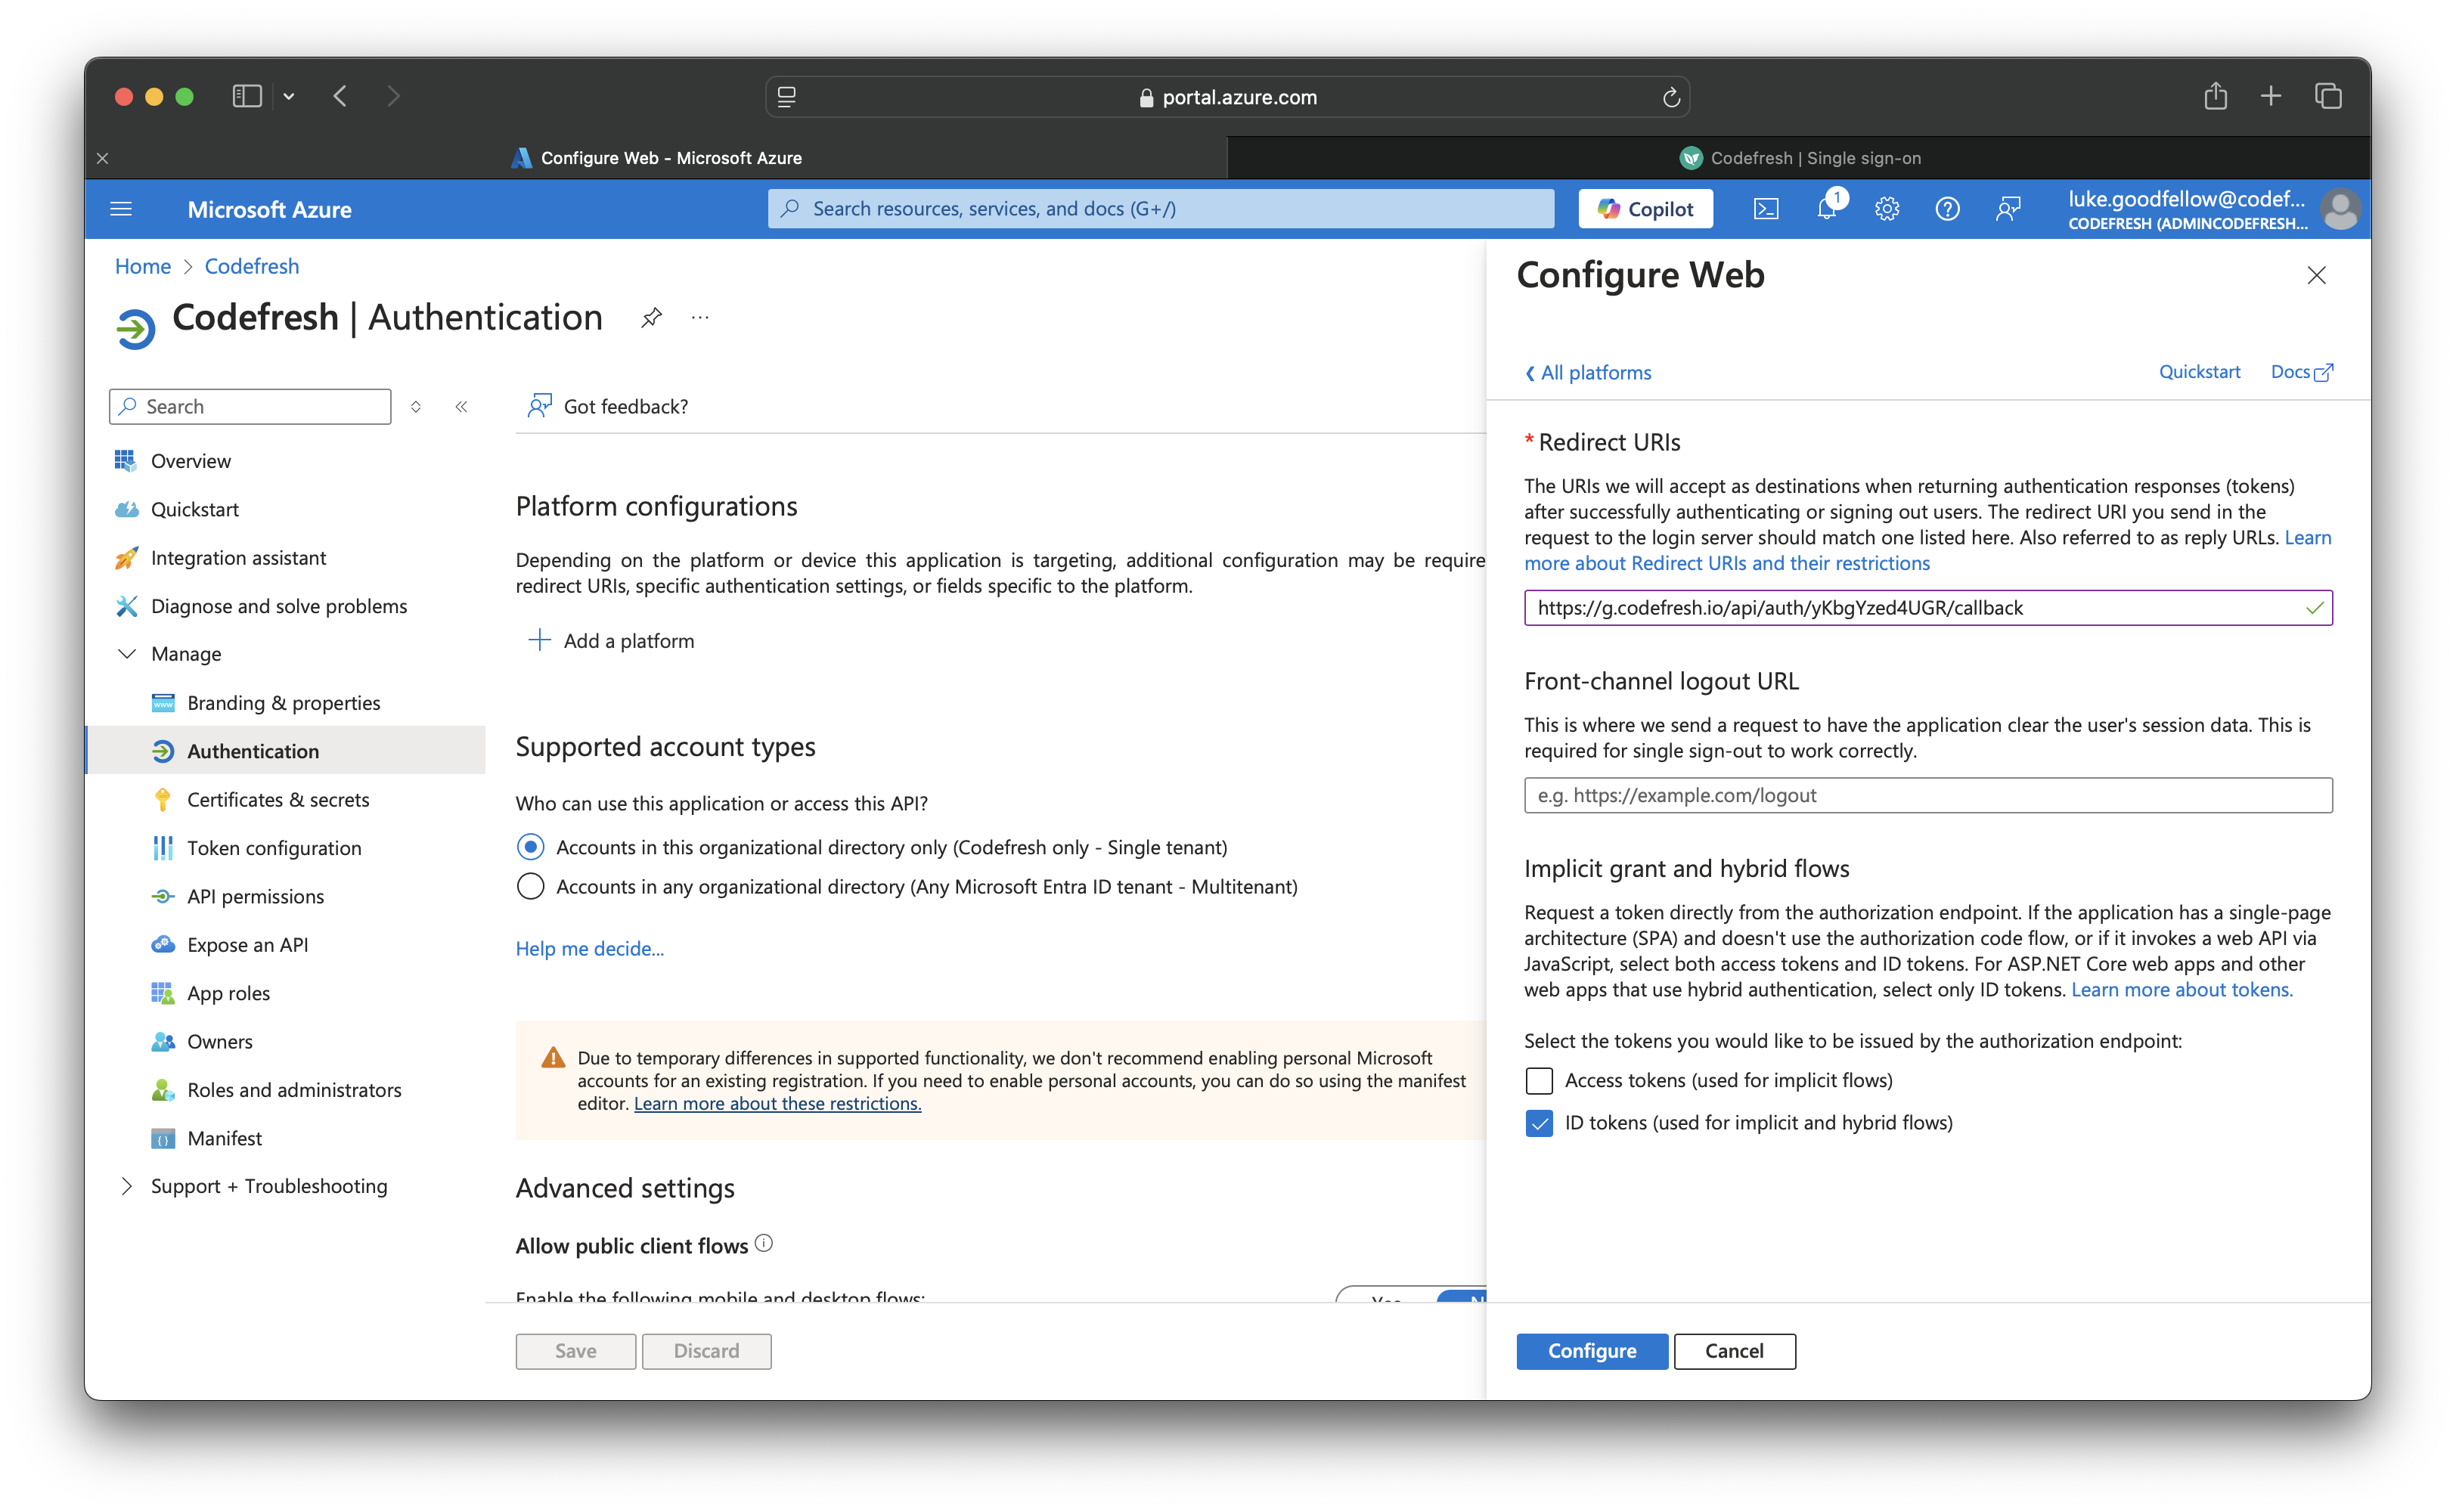 portal.azure.com
Configure Web - Microsoft Azure
Codefresh | Single sign-on
Microsoft Azure
Search resources, services, and docs (G+/)
Copilot
1
luke.goodfellow@codef...
CODEFRESH (ADMINCODEFRESH...
Home > Codefresh
Codefresh | Authentication
...
Search
Overview
Quickstart
Integration assistant
Diagnose and solve problems
Manage
Branding & properties
Authentication
Certificates & secrets
Token configuration
API permissions
Expose an API
App roles
Owners
Roles and administrators
Manifest
Support + Troubleshooting
Got feedback?
Platform configurations
Depending on the platform or device this application is targeting, additional configuration may be require
redirect URIs, specific authentication settings, or fields specific to the platform.
Add a platform
Supported account types
Who can use this application or access this API?
Accounts in this organizational directory only (Codefresh only - Single tenant)
Accounts in any organizational directory (Any Microsoft Entra ID tenant - Multitenant)
Help me decide...
Due to temporary differences in supported functionality, we don't recommend enabling personal Microsoft
accounts for an existing registration. If you need to enable personal accounts, you can do so using the manifest
editor. Learn more about these restrictions.
Advanced settings
Allow public client flows
Enable the following mobile and desktop flows:
Yes
Save
Discard
Configure Web
All platforms
Quickstart
Docs
* Redirect URIs
The URIs we will accept as destinations when returning authentication responses (tokens)
after successfully authenticating or signing out users. The redirect URI you send in the
request to the login server should match one listed here. Also referred to as reply URLs. Learn
more about Redirect URIs and their restrictions
https://g.codefresh.io/api/auth/yKbgYzed4UGR/callback
Front-channel logout URL
This is where we send a request to have the application clear the user's session data. This is
required for single sign-out to work correctly.
e.g. https://example.com/logout
Implicit grant and hybrid flows
Request a token directly from the authorization endpoint. If the application has a single-page
architecture (SPA) and doesn't use the authorization code flow, or if it invokes a web API via
JavaScript, select both access tokens and ID tokens. For ASP.NET Core web apps and other
web apps that use hybrid authentication, select only ID tokens. Learn more about tokens.
Select the tokens you would like to be issued by the authorization endpoint:
Access tokens (used for implicit flows)
ID tokens (used for implicit and hybrid flows)
Configure
Cancel